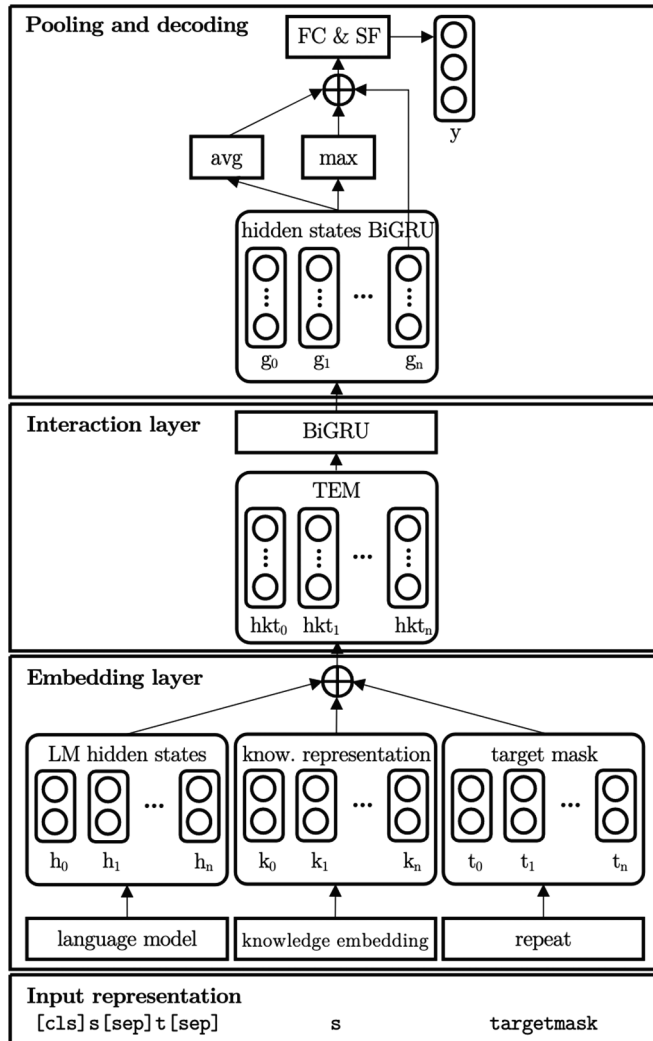 Pooling and decoding
FC & SF
y
avg
max
hidden states BiGRU
...
g0 g1 gn
Interaction layer
BiGRU
TEM
...
hkt0 hkt1 hktn
Embedding layer
LM hidden states
...
h0 h1 hn
know. representation
...
k0 k1 kn
target mask
...
t0 t1 tn
language model
knowledge embedding
repeat
Input representation
[cls]s[sep]t[sep] s targetmask